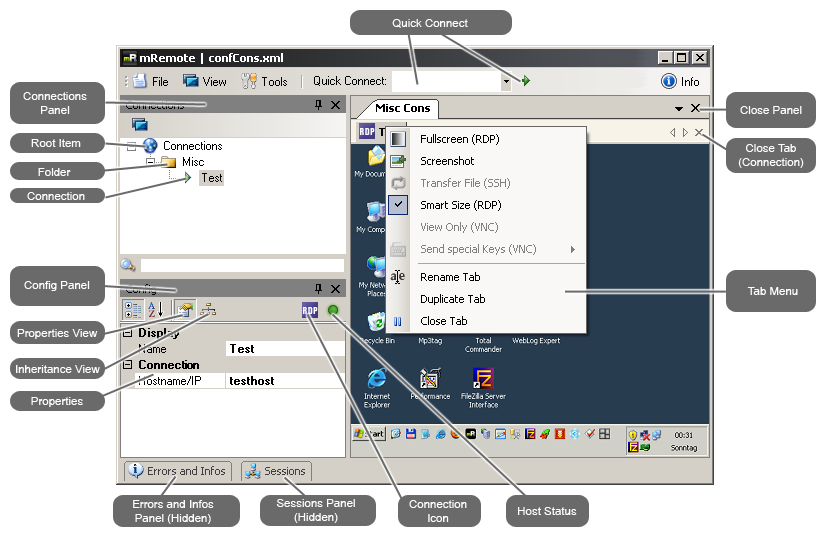 Quick Connect
mRemote | confCons.xml
File
View
Tools
Quick Connect:
Info
Connections
Panel
Connections
Misc Cons
Close Panel
Root Item
Connections
RDP
Fullscreen (RDP)
Close Tab
(Connection)
Folder
Misc
Screenshot
My Docum
Connection
Test
Transfer File (SSH)
Smart Size (RDP)
View Only (VNC)
My Compu
Send special Keys (VNC)
Config Panel
Config
Rename Tab
My Netw
Places
Tab Menu
Duplicate Tab
Close Tab
RDP
Properties View
Display
Name
Test
Recycle Bin
Mp3tag
Total
Commander
WebLog Expert
Inheritance View
Connection
Hostname/IP
testhost
Properties
Internet
Explorer
Performance
FileZilla Server
Interface
Start
00:31
Sonntag
Errors and Infos
Sessions
Errors and Infos
Panel (Hidden)
Sessions Panel
(Hidden)
Connection
Icon
Host Status